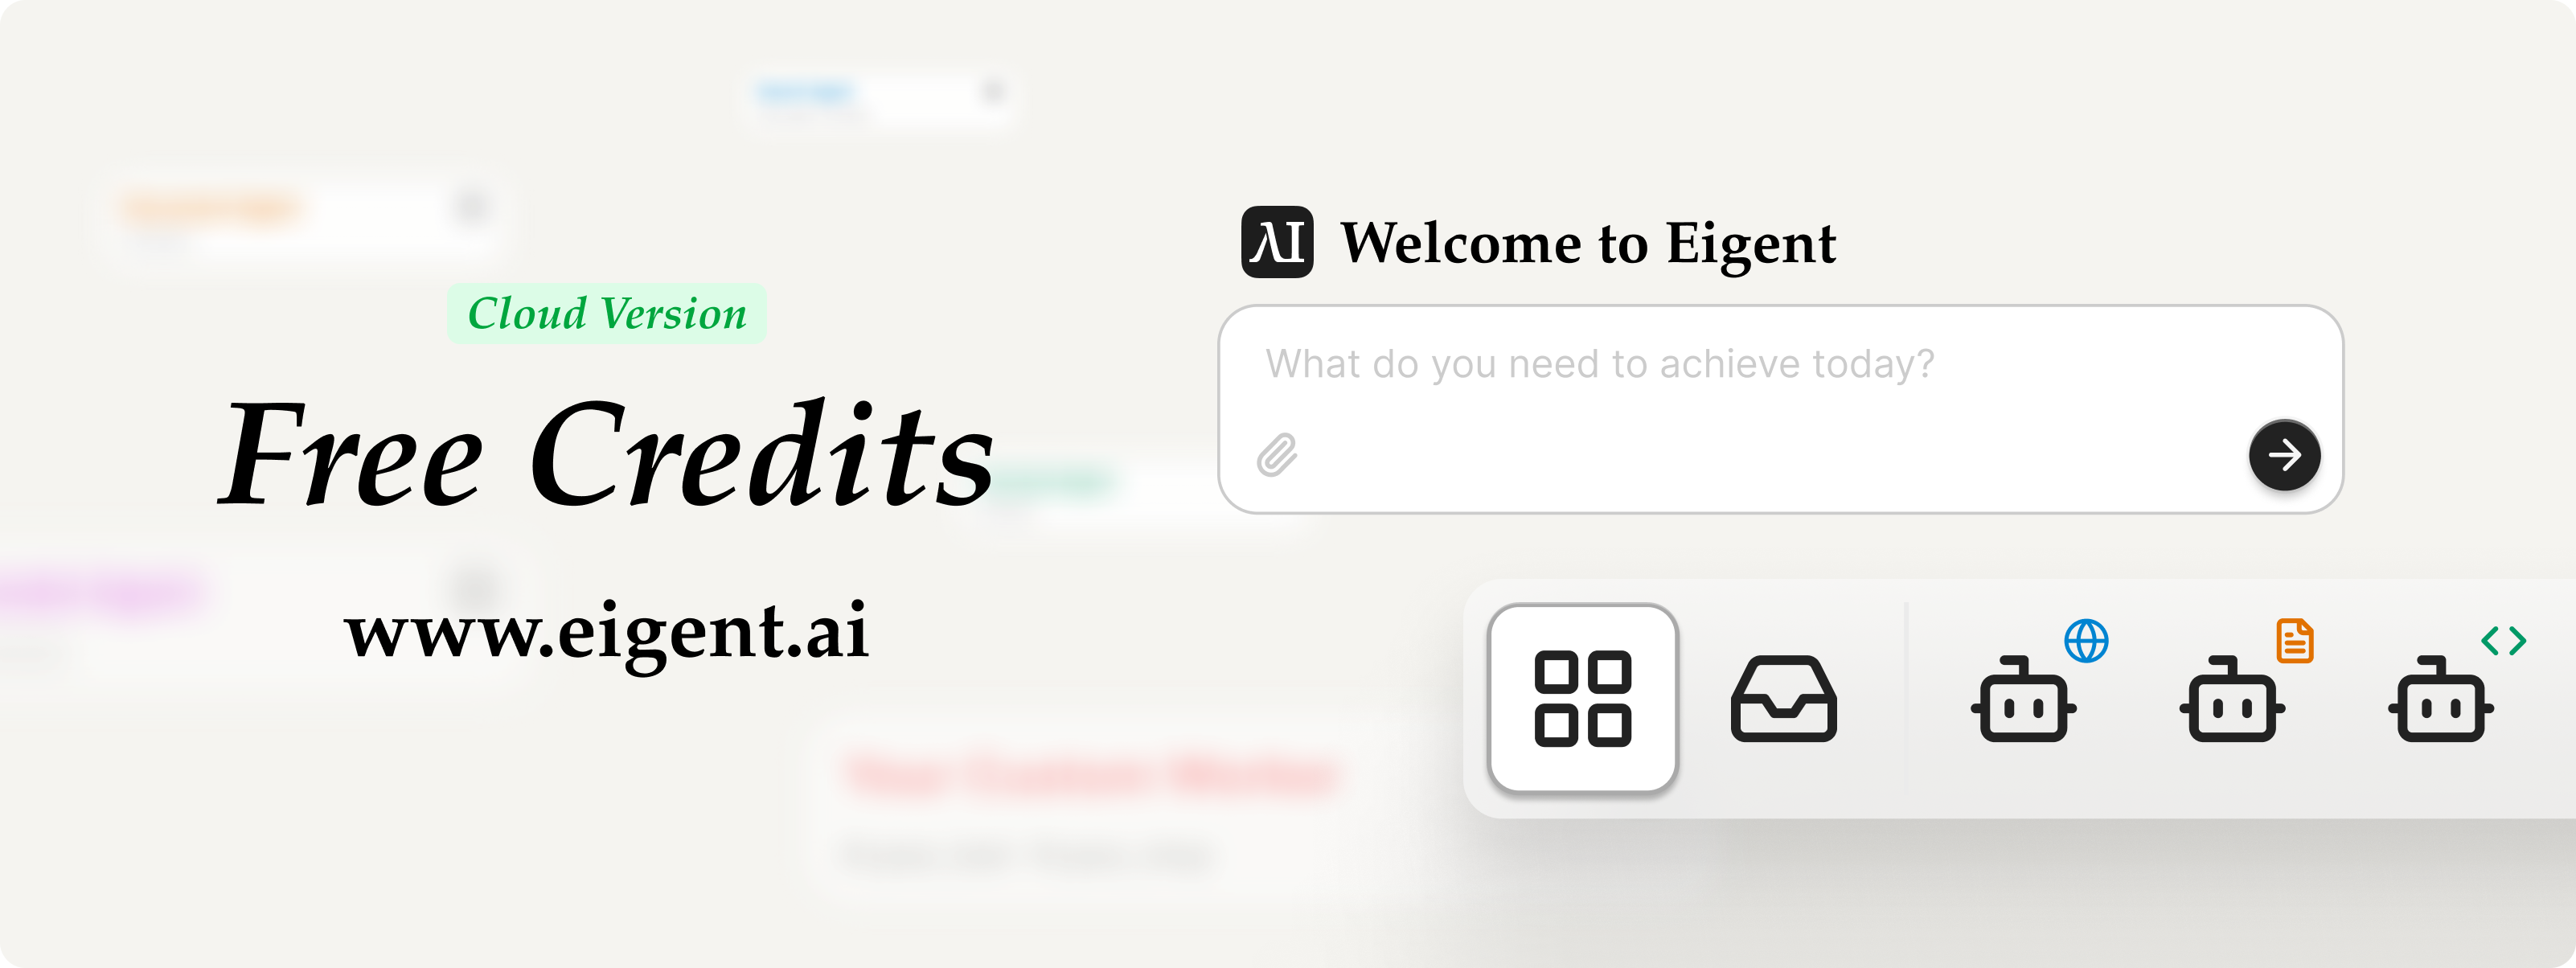 Cloud Version
Free Credits
www.eigent.ai
λI Welcome to Eigent
What do you need to achieve today?